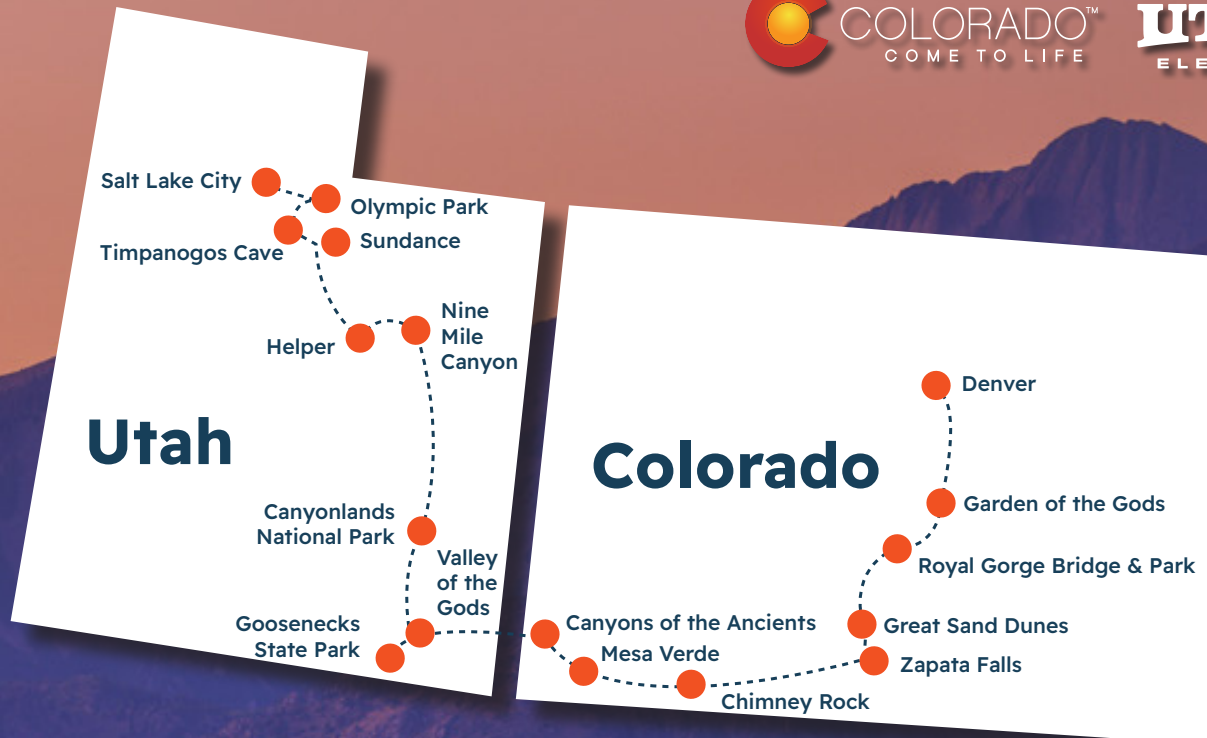 COLORADO™
COME TO LIFE
Salt Lake City
Olympic Park
Timpanogos Cave
Sundance
Nine
Mile
Canyon
Helper
Utah
Denver
Colorado
Garden of the Gods
Canyonlands
National Park
Royal Gorge Bridge & Park
Valley
of the
Gods
Goosenecks
State Park
Canyons of the Ancients
Great Sand Dunes
Mesa Verde
Zapata Falls
Chimney Rock